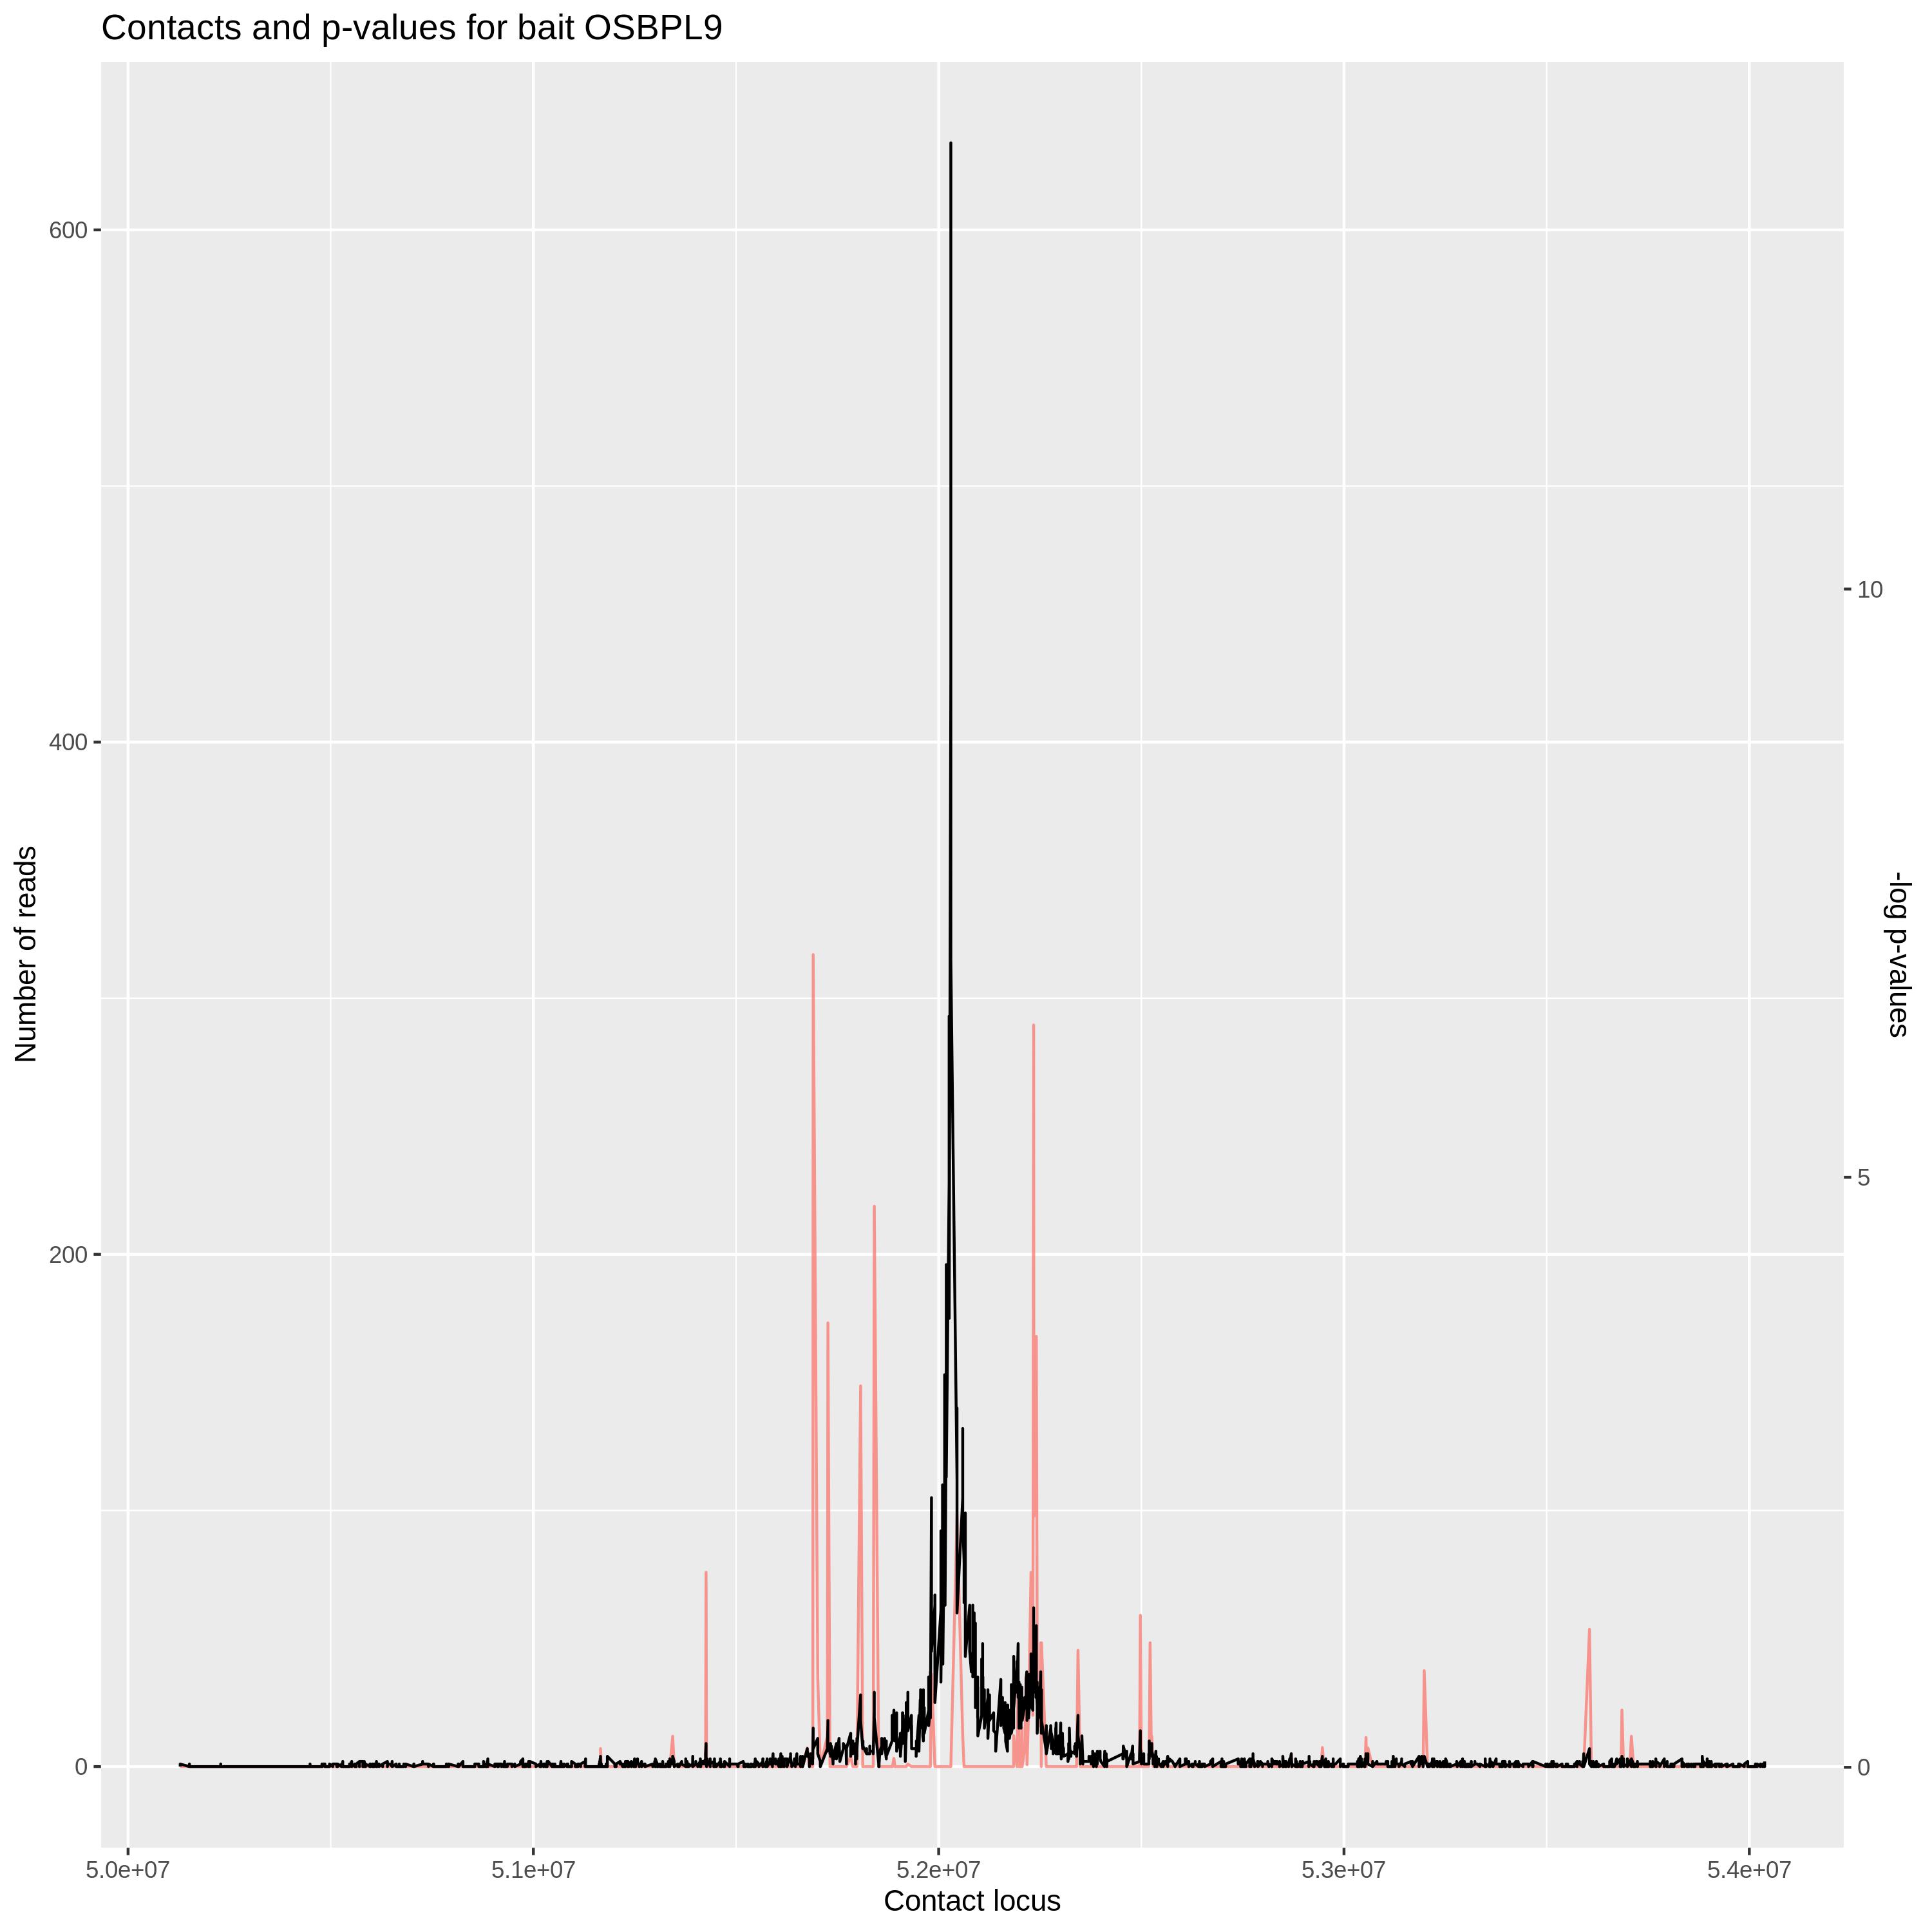 Contacts and p-values for bait OSBPL9
600
400
200
0
Number of reads
10
5
0
-log p-values
5.0e+07 5.1e+07 5.2e+07 5.3e+07 5.4e+07
Contact locus